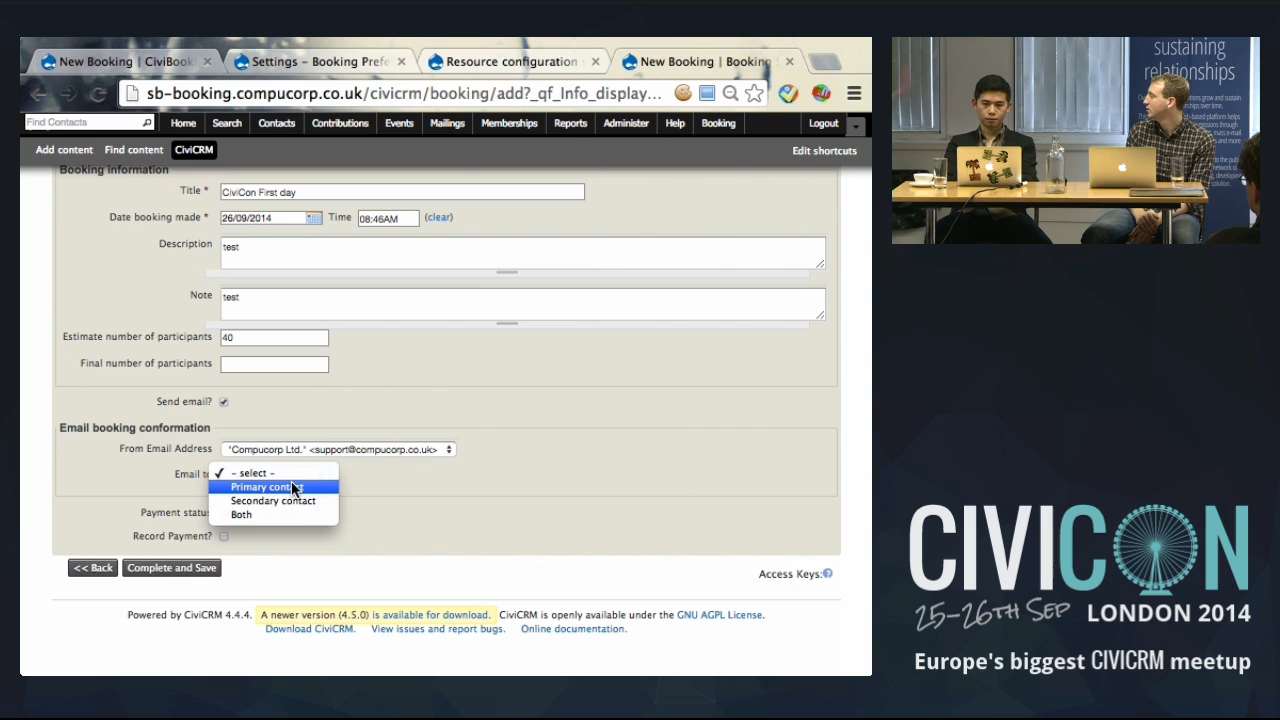 New Booking | CiviBook
Settings – Booking Prefe
Resource configuration
New Booking | Booking
sb-booking.compucorp.co.uk/civicrm/booking/add?_qf_Info_display...
Find Contacts
Home Search Contacts Contributions Events Mailings Memberships Reports Administer Help Booking Logout
Add content Find content CiviCRM Edit shortcuts
Booking information
Title * CiviCon First day
Date booking made * 26/09/2014 Time 08:46AM (clear)
Description test
Note test
Estimate number of participants 40
Final number of participants
Send email?
Email booking conformation
From Email Address "Compucorp Ltd." <support@compucorp.co.uk>
Email to – select –
Primary contact
Secondary contact
Both
Payment status
Record Payment?
<< Back Complete and Save
Access Keys:
Powered by CiviCRM 4.4.4. A newer version (4.5.0) is available for download. CiviCRM is openly available under the GNU AGPL License.
Download CiviCRM. View issues and report bugs. Online documentation.
sustaining
relationships
CIVICON
25-26TH SEP LONDON 2014
Europe's biggest CIVICRM meetup